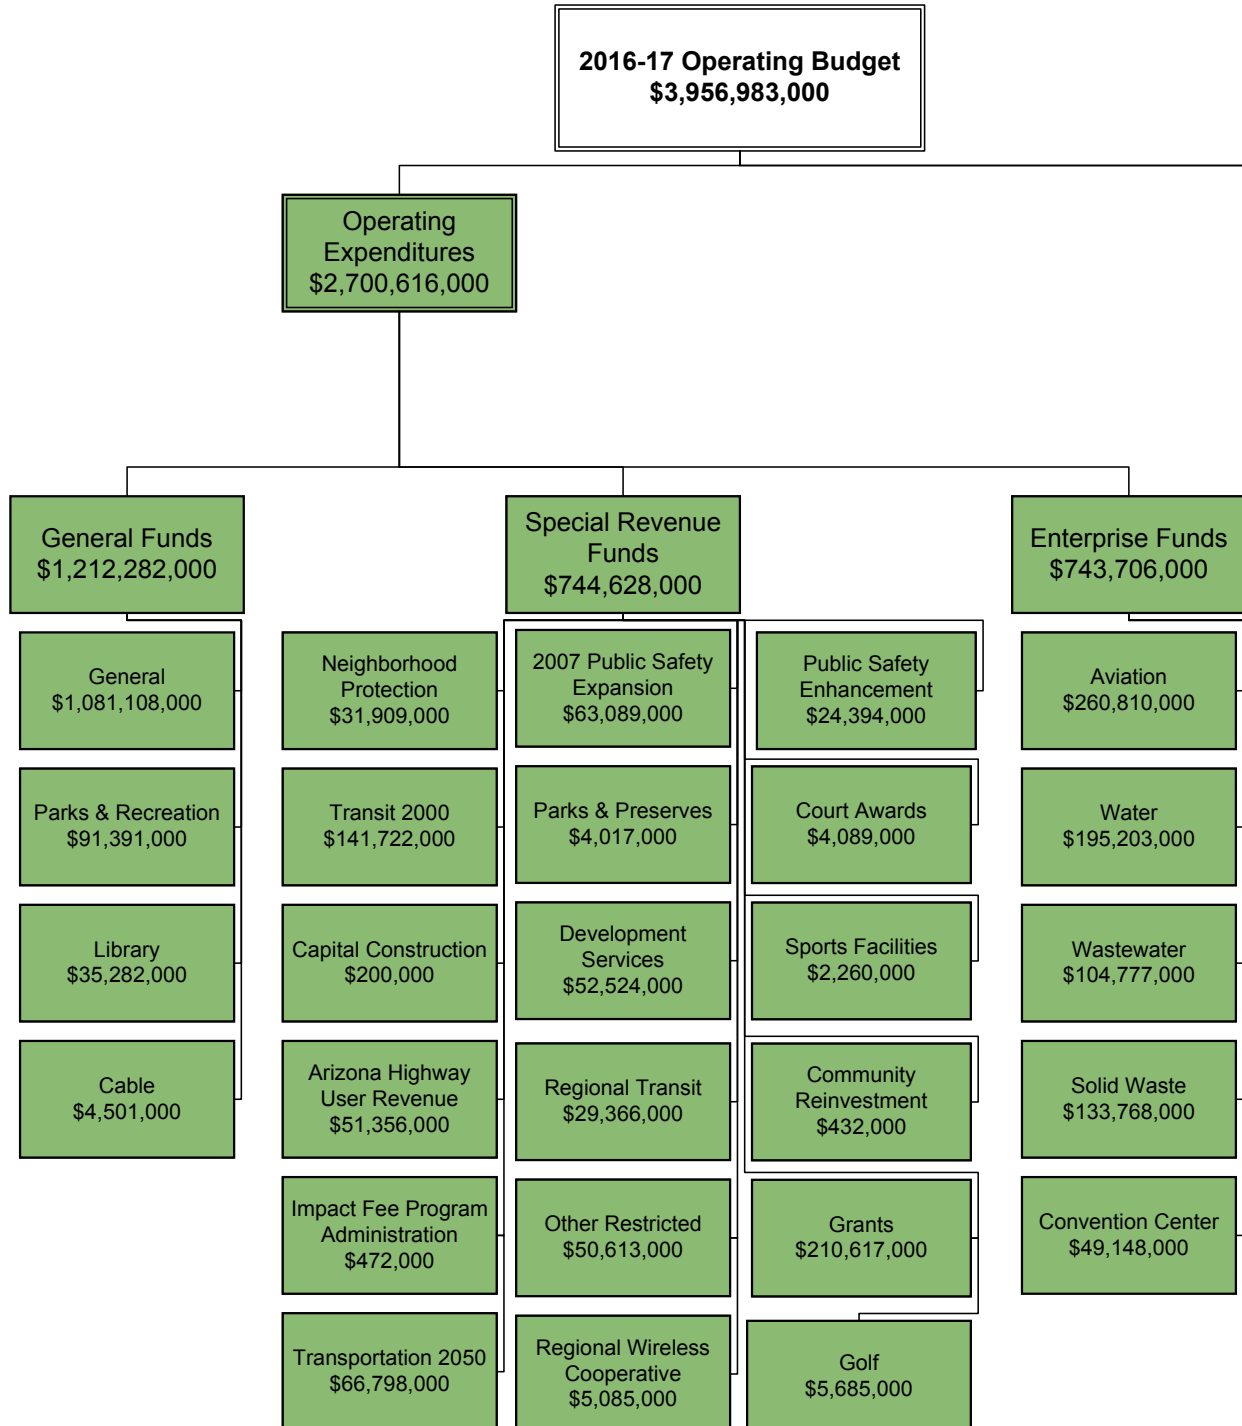 2016-17 Operating Budget
$3,956,983,000
Operating
Expenditures
$2,700,616,000
General Funds
$1,212,282,000
Special Revenue
Funds
$744,628,000
Enterprise Funds
$743,706,000
General
$1,081,108,000
Parks & Recreation
$91,391,000
Library
$35,282,000
Cable
$4,501,000
Neighborhood
Protection
$31,909,000
Transit 2000
$141,722,000
Capital Construction
$200,000
Arizona Highway
User Revenue
$51,356,000
Impact Fee Program
Administration
$472,000
Transportation 2050
$66,798,000
2007 Public Safety
Expansion
$63,089,000
Parks & Preserves
$4,017,000
Development
Services
$52,524,000
Regional Transit
$29,366,000
Other Restricted
$50,613,000
Regional Wireless
Cooperative
$5,085,000
Public Safety
Enhancement
$24,394,000
Court Awards
$4,089,000
Sports Facilities
$2,260,000
Community
Reinvestment
$432,000
Grants
$210,617,000
Golf
$5,685,000
Aviation
$260,810,000
Water
$195,203,000
Wastewater
$104,777,000
Solid Waste
$133,768,000
Convention Center
$49,148,000